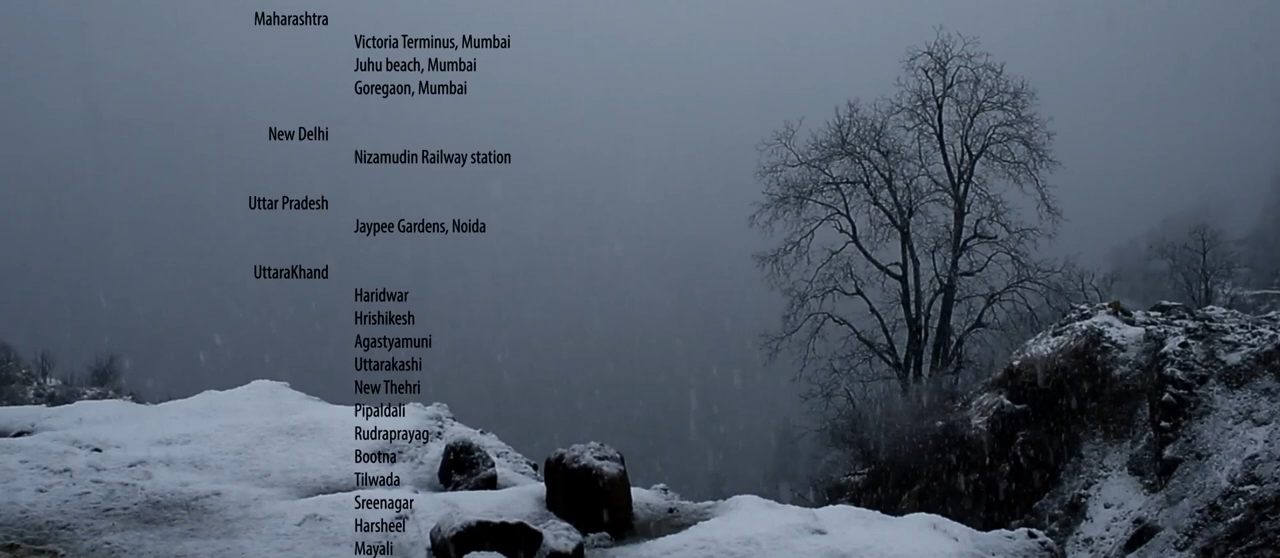 Maharashtra
Victoria Terminus, Mumbai
Juhu beach, Mumbai
Goregaon, Mumbai
New Delhi
Nizamudin Railway station
Uttar Pradesh
Jaypee Gardens, Noida
UttaraKhand
Haridwar
Hrishikesh
Agastyamuni
Uttarakashi
New Thehri
Pipaldali
Rudraprayag
Bootna
Tilwada
Sreenagar
Harsheel
Mayali